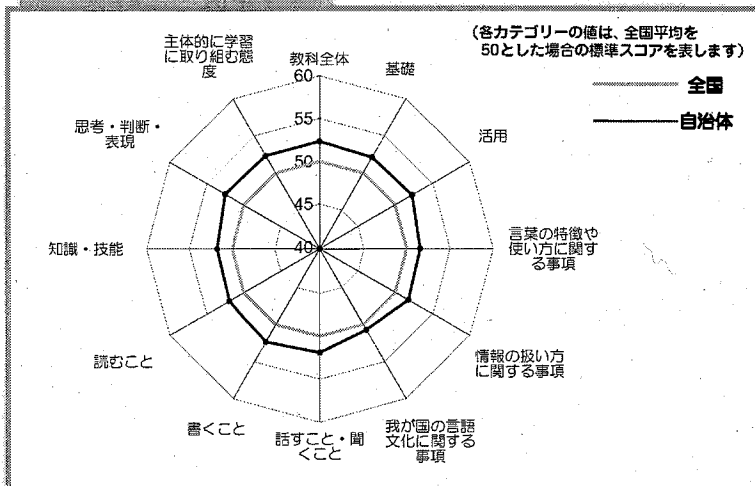 (各カテゴリーの値は、全国平均を
50とした場合の標準スコアを表します)
全国
自治体
教科全体
基礎
活用
言葉の特徴や
使い方に関す
る事項
情報の扱い方
に関する事項
我が国の言語
文化に関する
事項
話すこと・聞
くこと
書くこと
読むこと
知識・技能
思考・判断・
表現
主体的に学習
に取り組む態
度
60
55
50
45
40